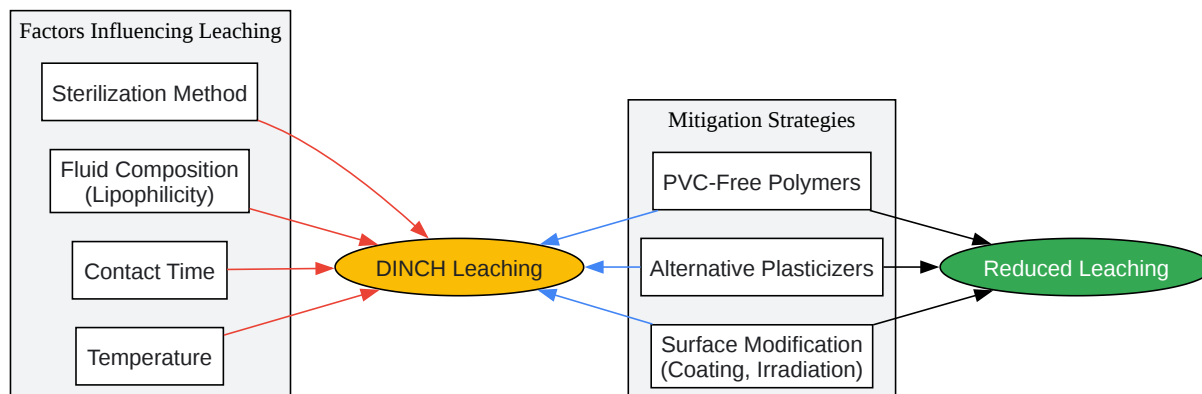 Factors Influencing Leaching
Sterilization Method
Fluid Composition
(Lipophilicity)
Contact Time
Temperature
DINCH Leaching
Mitigation Strategies
PVC-Free Polymers
Alternative Plasticizers
Surface Modification
(Coating, Irradiation)
Reduced Leaching